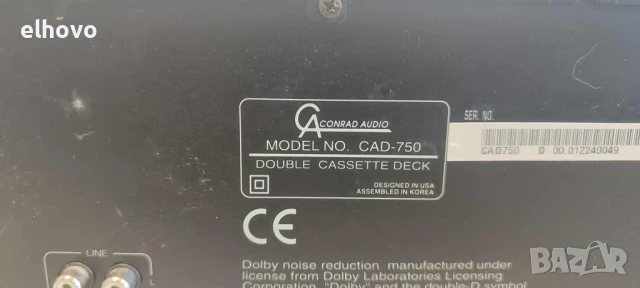 elhovo
CA CONRAD AUDIO
MODEL NO. CAD-750
DOUBLE CASSETTE DECK
DESIGNED IN USA
ASSEMBLED IN KOREA
SER. NO.
CAD750 D 00.012240049
CE
LINE
Dolby noise reduction manufactured under
license from Dolby Laboratories Licensing
Corporation. "Dolby" and the double-D symbol
BAZAR